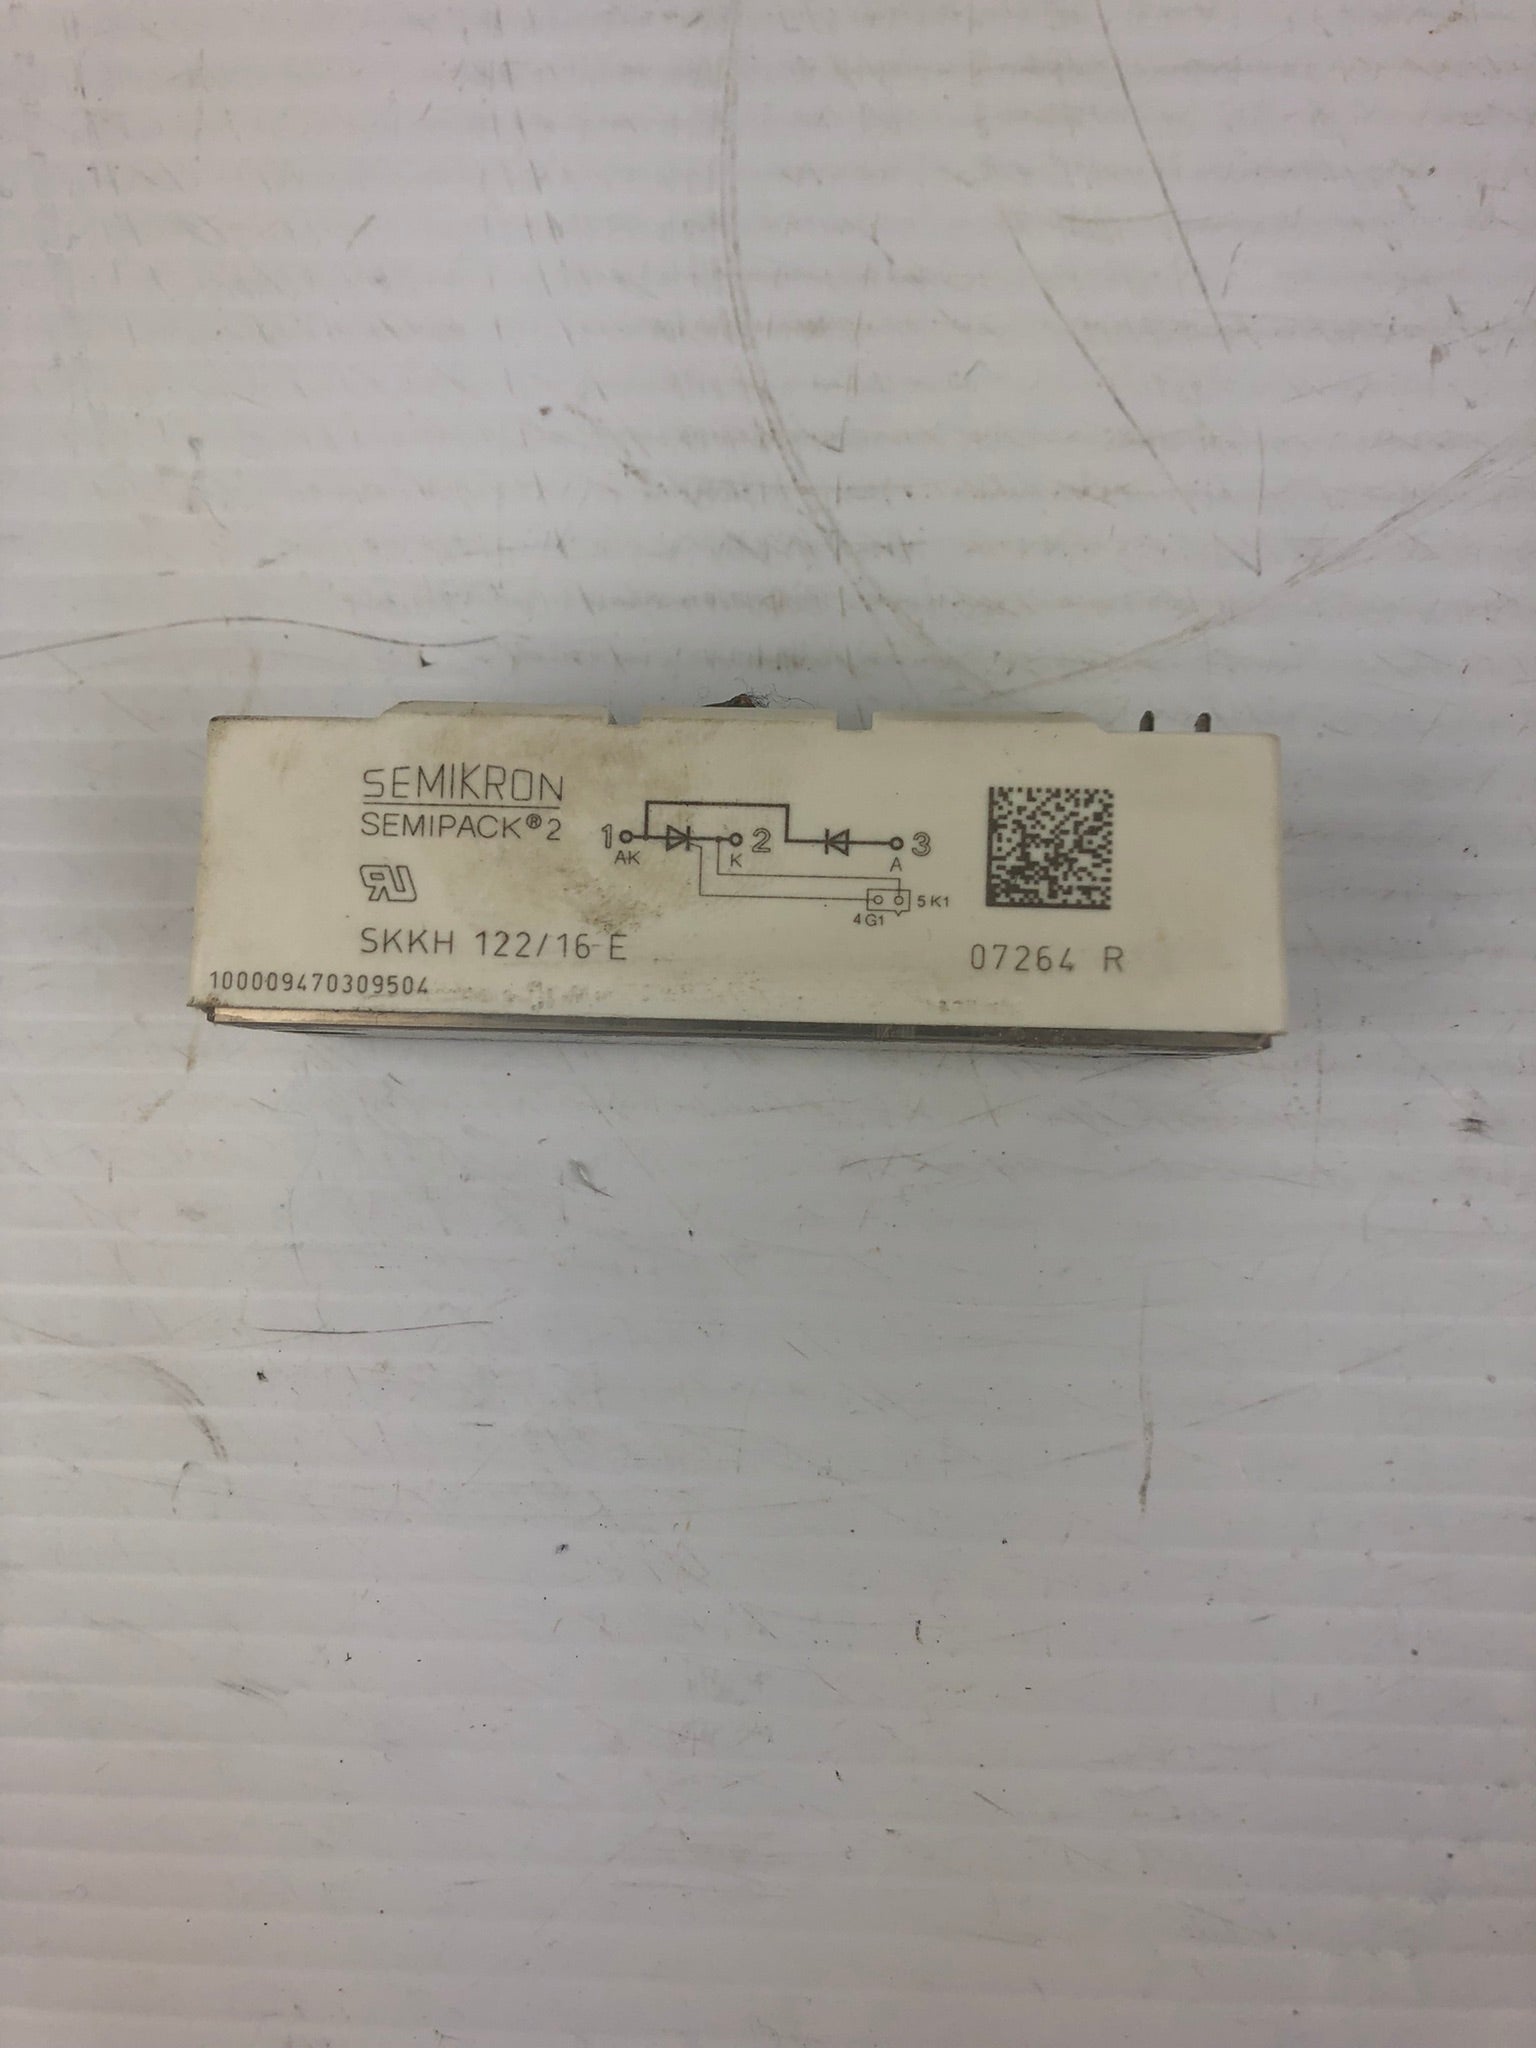 SEMIKRON
SEMIPACK®2
1 AK
2 K
3 A
5 K1
4 G1
SKKH 122/16 E
07264 R
100009470309504